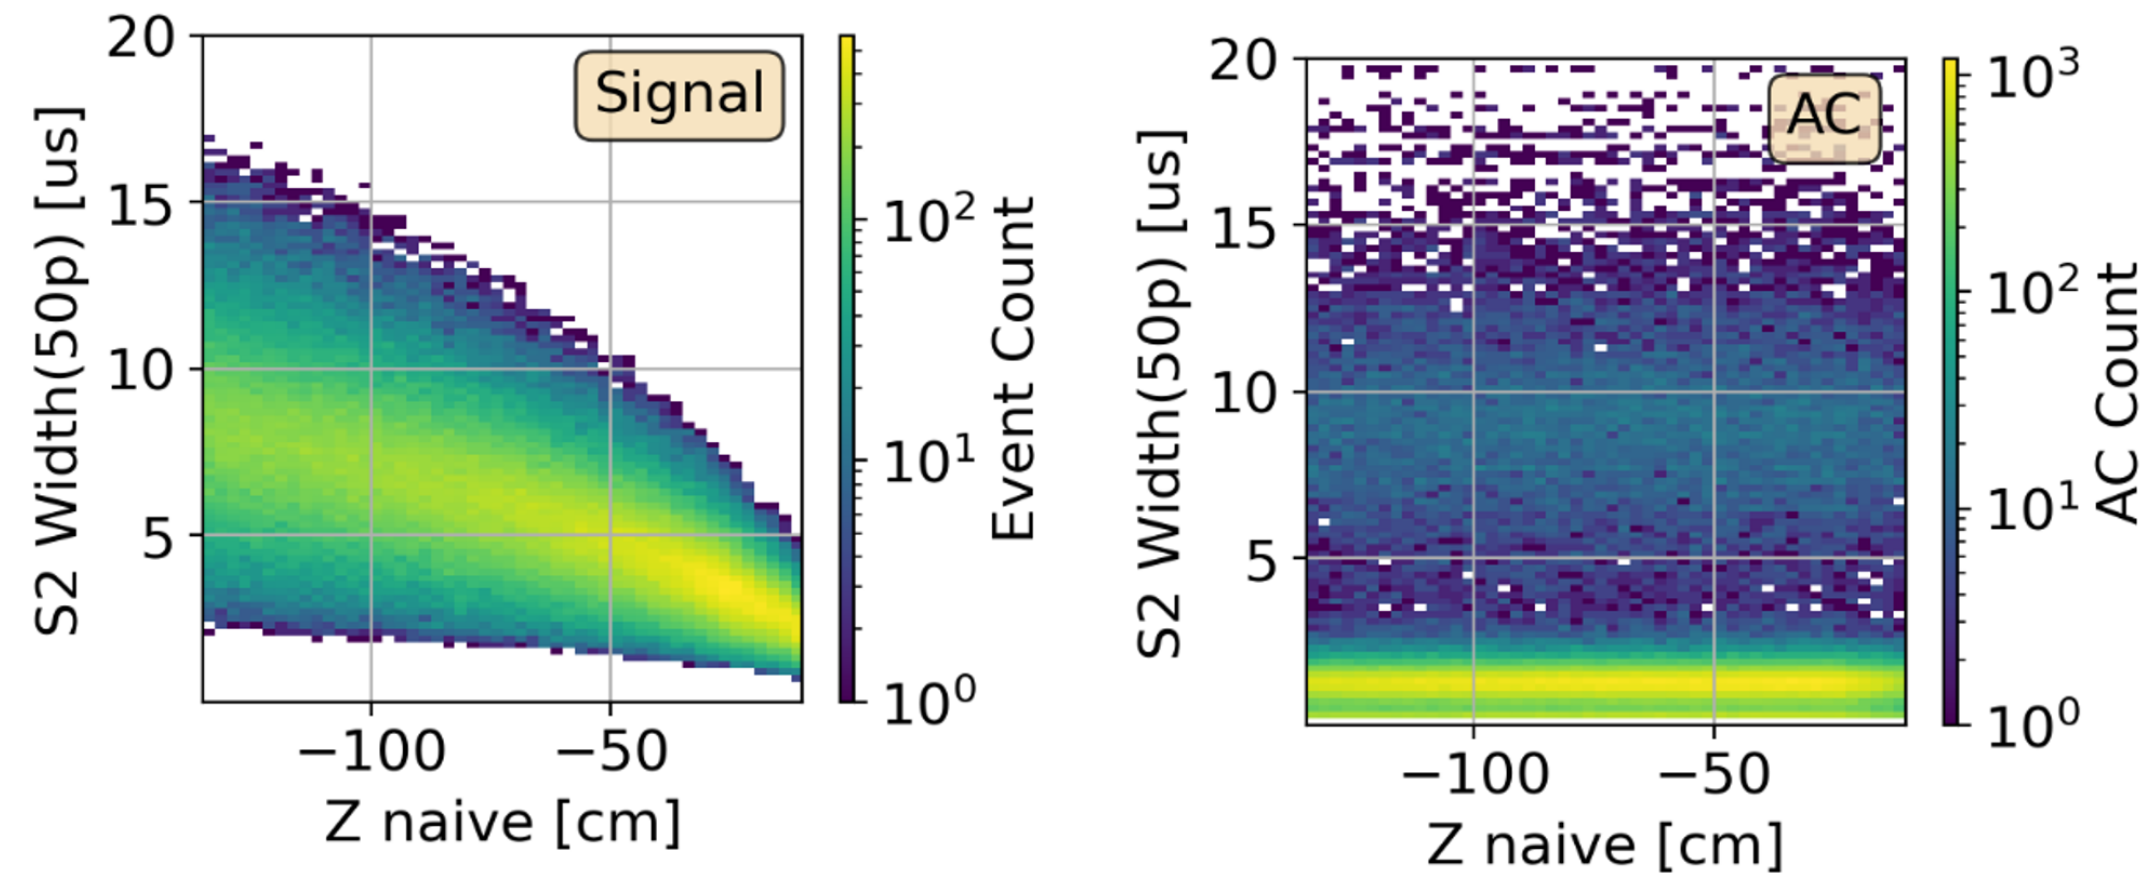 Signal
20
15
10
5
S2 Width(50p) [us]
−100
−50
Z naive [cm]
10²
10¹
10⁰
Event Count
AC
20
15
10
5
S2 Width(50p) [us]
−100
−50
Z naive [cm]
10³
10²
10¹
10⁰
AC Count